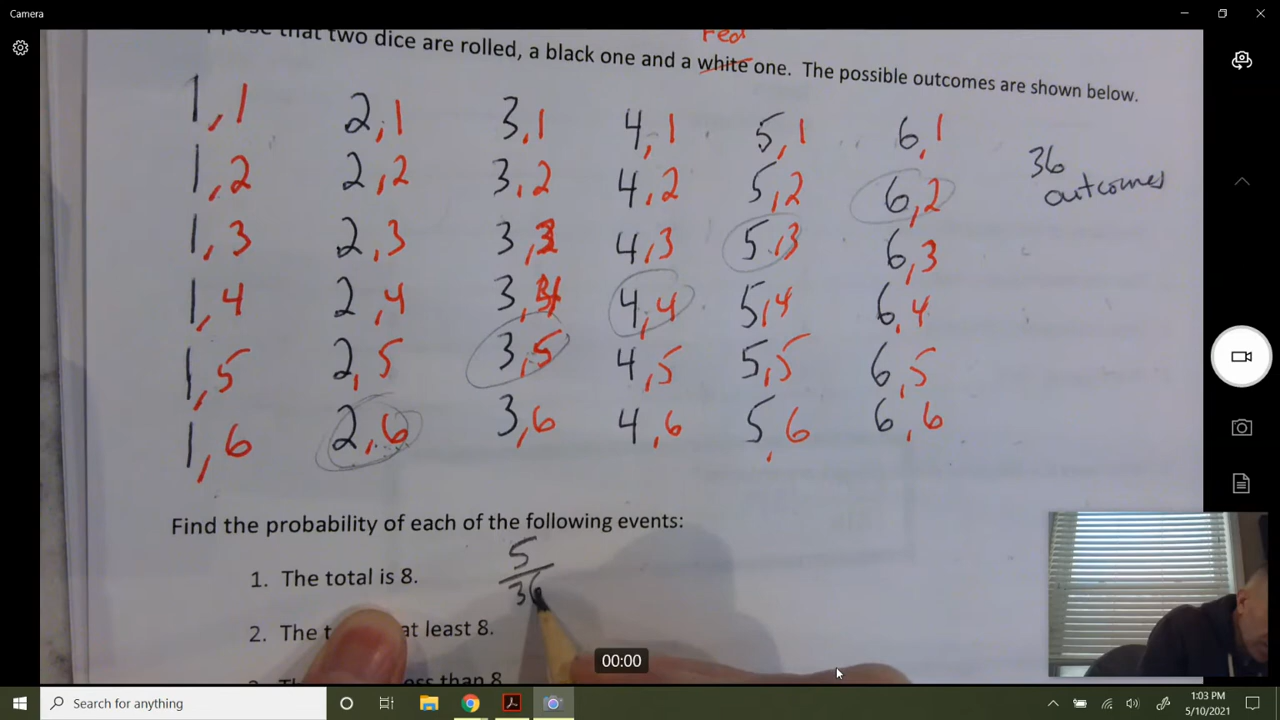 Camera
Red
ppose that two dice are rolled, a black one and a white one. The possible outcomes are shown below.
1,1 2,1 3,1 4,1 5,1 6,1
36
outcomes
1,2 2,2 3,2 4,2 5,2 6,2
1,3 2,3 3,3 4,3 5,3 6,3
1,4 2,4 3,4 4,4 5,4 6,4
1,5 2,5 3,5 4,5 5,5 6,5
1,6 2,6 3,6 4,6 5,6 6,6
Find the probability of each of the following events:
1. The total is 8. 5/36
2. The t at least 8.
less than 8
00:00
Search for anything
1:03 PM
5/10/2021